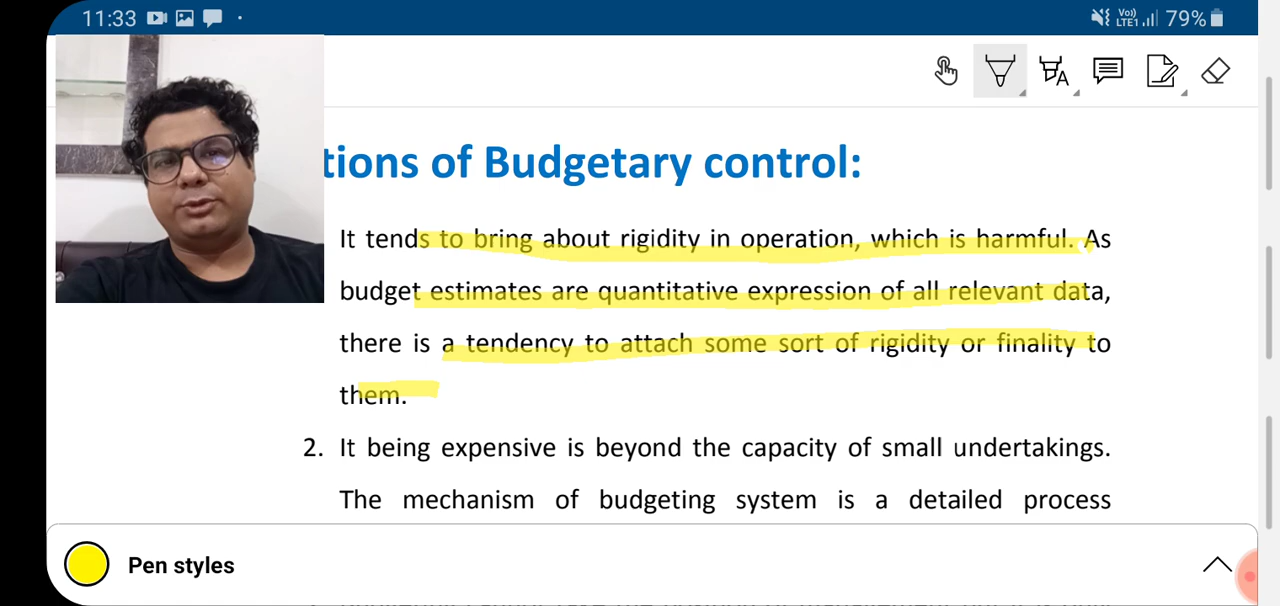 11:33
Vo))
LTE1
79%
tions of Budgetary control:
It tends to bring about rigidity in operation, which is harmful. As
budget estimates are quantitative expression of all relevant data,
there is a tendency to attach some sort of rigidity or finality to
them.
2. It being expensive is beyond the capacity of small undertakings.
The mechanism of budgeting system is a detailed process
Pen styles